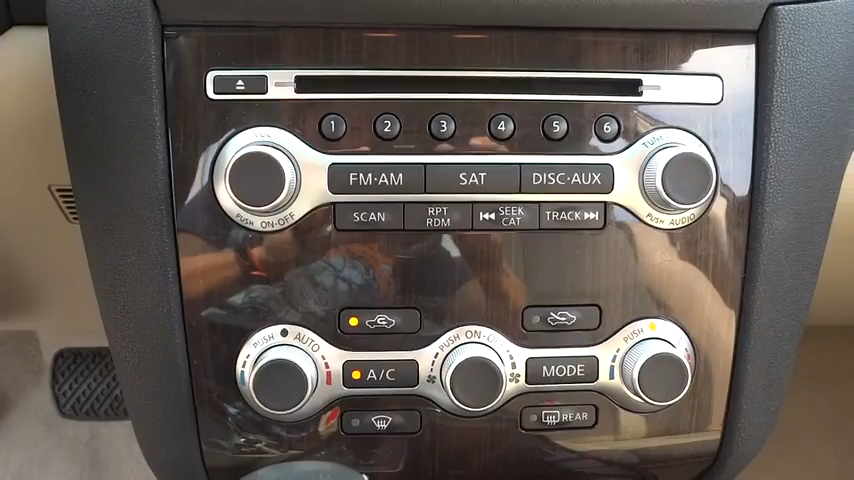 1 2 3 4 5 6
VOL
TUNE
FM·AM SAT DISC·AUX
PUSH ON·OFF
SCAN RPT RDM SEEK CAT TRACK
PUSH AUDIO
PUSH AUTO
PUSH ON·OFF
PUSH
A/C MODE
REAR